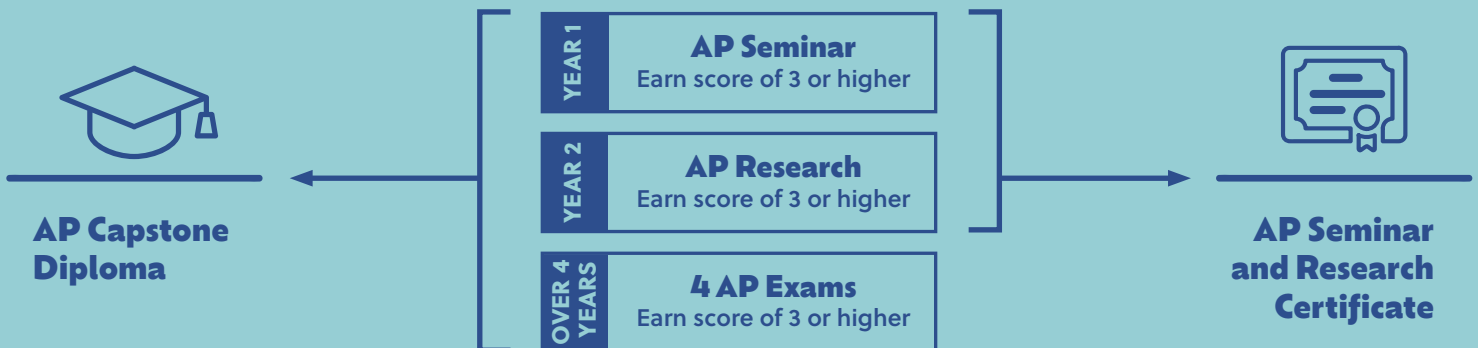 YEAR 1
AP Seminar
Earn score of 3 or higher
YEAR 2
AP Research
Earn score of 3 or higher
OVER 4
YEARS
4 AP Exams
Earn score of 3 or higher
AP Capstone
Diploma
AP Seminar
and Research
Certificate